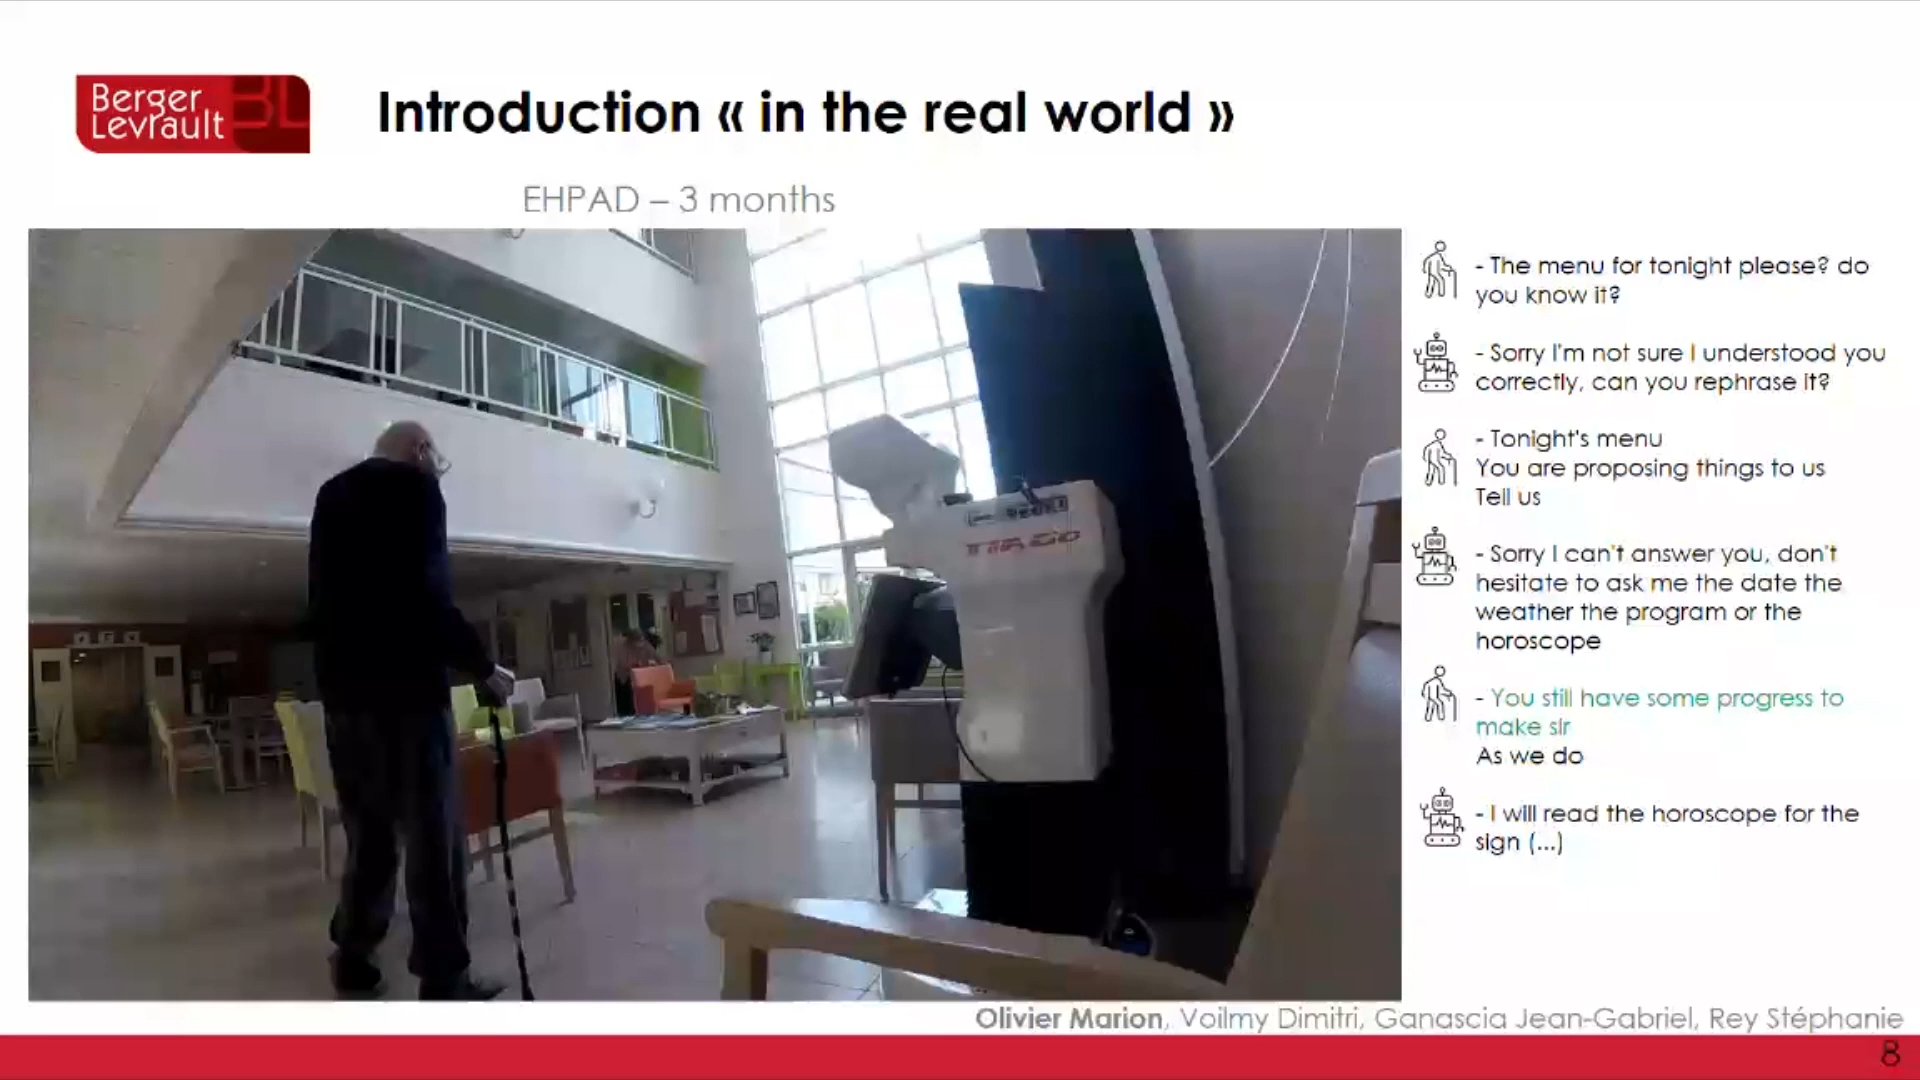 Berger
Levrault
BL
Introduction « in the real world »
EHPAD – 3 months
TIAGO
- The menu for tonight please? do
you know it?
- Sorry I'm not sure I understood you
correctly, can you rephrase it?
- Tonight's menu
You are proposing things to us
Tell us
- Sorry I can't answer you, don't
hesitate to ask me the date the
weather the program or the
horoscope
- You still have some progress to
make sir
As we do
- I will read the horoscope for the
sign (...)
Olivier Marion, Voilmy Dimitri, Ganascia Jean-Gabriel, Rey Stéphanie
8